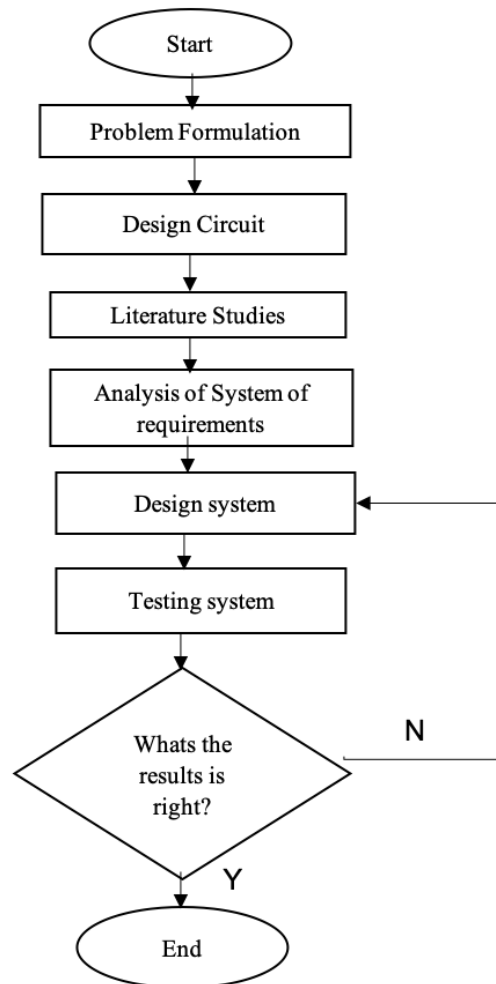 Start
Problem Formulation
Design Circuit
Literature Studies
Analysis of System of
requirements
Design system
Testing system
Whats the
results is
right?
N
Y
End